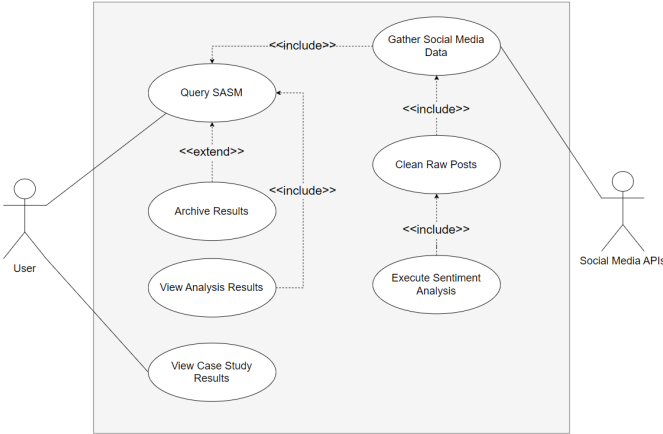 <<include>>
Gather Social Media
Data
Query SASM
<<include>>
<<extend>>
Clean Raw Posts
<<include>>
Archive Results
<<include>>
User
Social Media APIs
View Analysis Results
Execute Sentiment
Analysis
View Case Study
Results